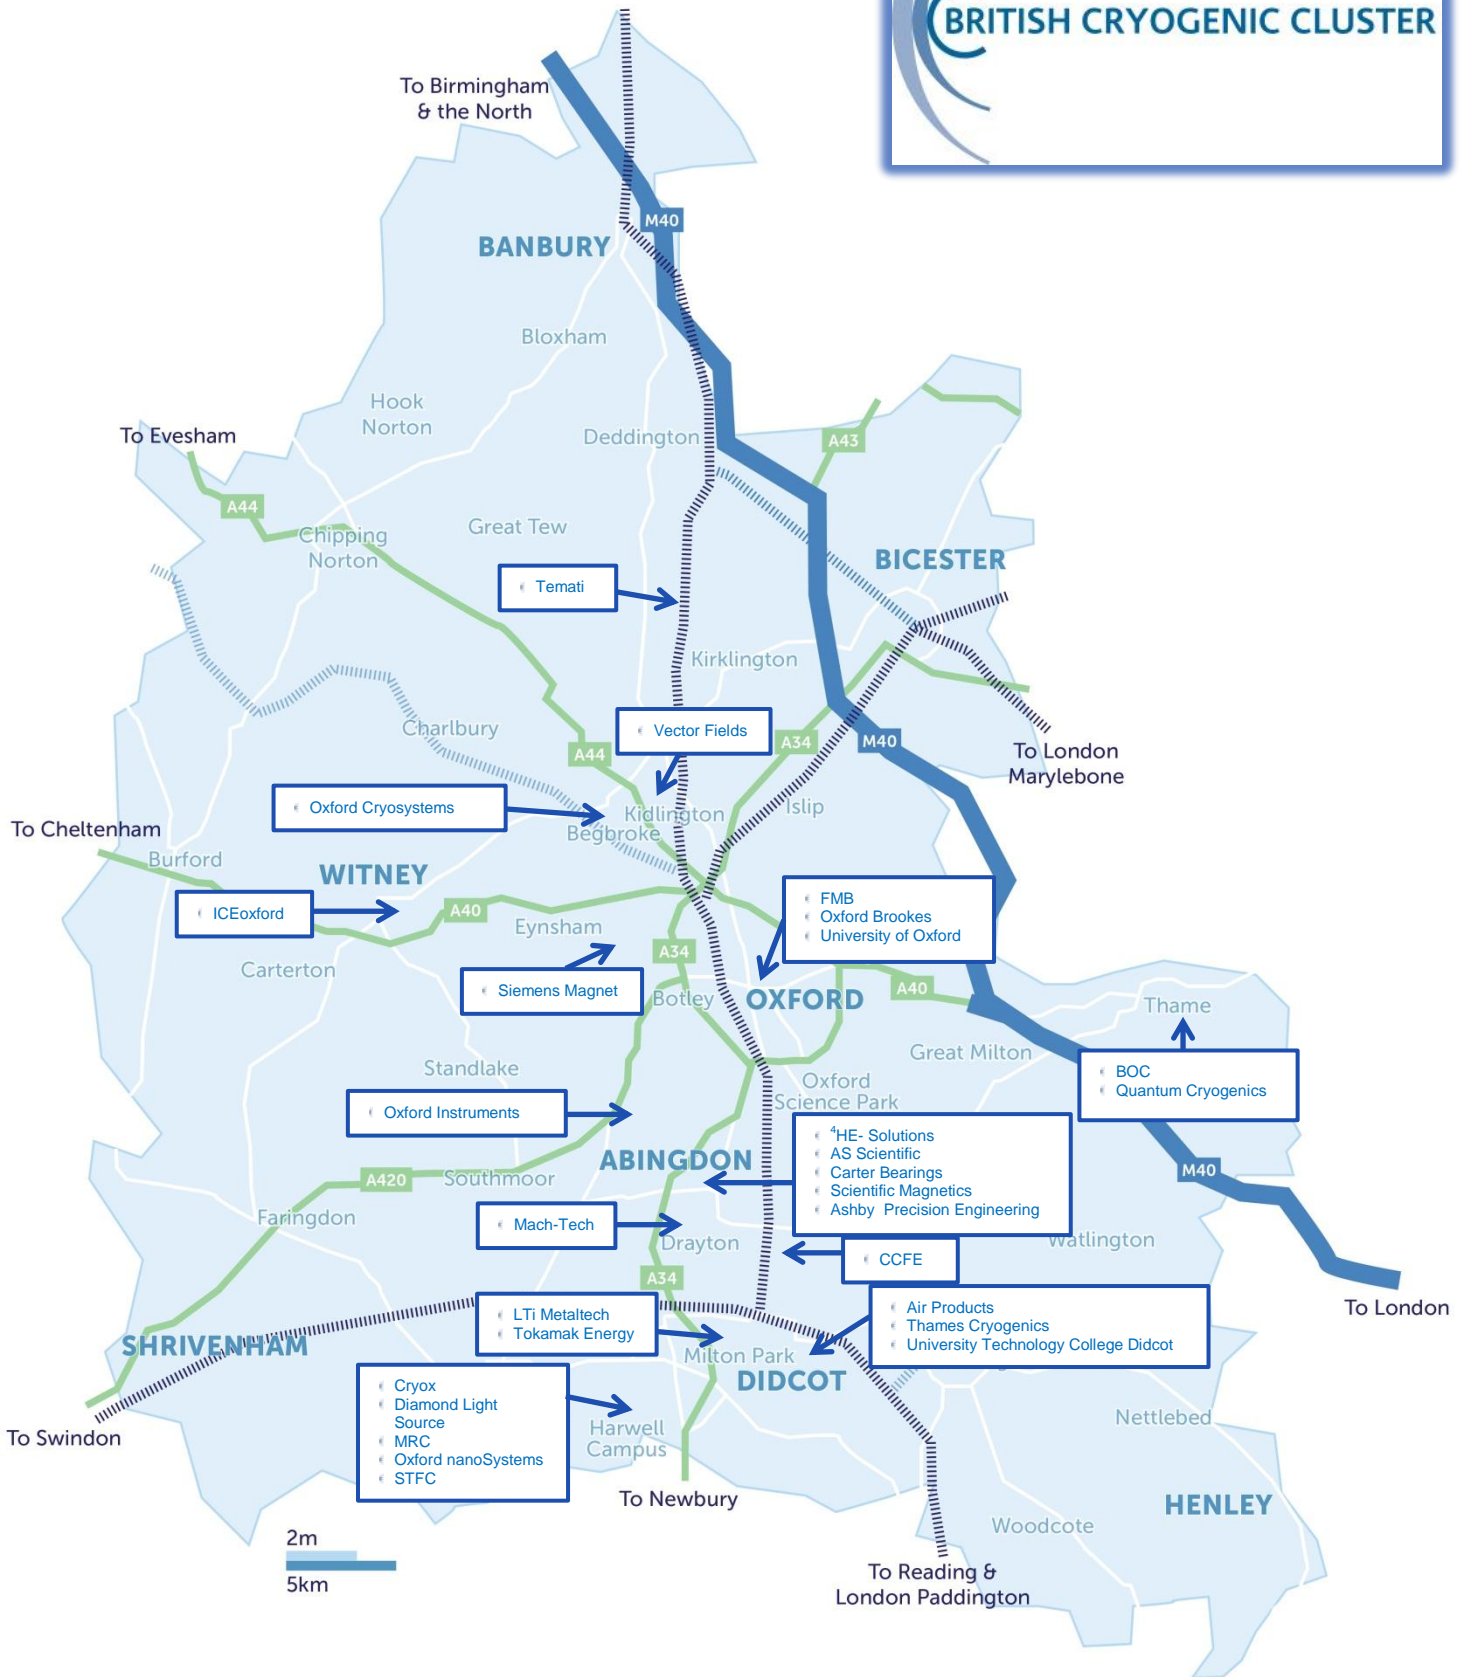 BRITISH CRYOGENIC CLUSTER
To Birmingham
& the North
M40
BANBURY
Bloxham
Hook
Norton
Deddington
To Evesham
A43
A44
Chipping
Norton
Great Tew
BICESTER
Temati
Kirklington
Charlbury
Vector Fields
A44
A34
M40
To London
Marylebone
Oxford Cryosystems
Kidlington
Islip
Begbroke
To Cheltenham
Burford
WITNEY
ICEoxford
A40
Eynsham
FMB
Oxford Brookes
University of Oxford
A34
Carterton
Siemens Magnet
Botley
OXFORD
A40
Thame
Great Milton
Standlake
BOC
Quantum Cryogenics
Oxford
Science Park
Oxford Instruments
⁴HE- Solutions
AS Scientific
Carter Bearings
Scientific Magnetics
Ashby Precision Engineering
ABINGDON
A420
Southmoor
M40
Faringdon
Mach-Tech
Drayton
Watlington
CCFE
A34
LTi Metaltech
Tokamak Energy
Air Products
Thames Cryogenics
University Technology College Didcot
To London
SHRIVENHAM
Milton Park
DIDCOT
Cryox
Diamond Light
Source
MRC
Oxford nanoSystems
STFC
Harwell
Campus
Nettlebed
To Swindon
To Newbury
HENLEY
Woodcote
2m
5km
To Reading &
London Paddington